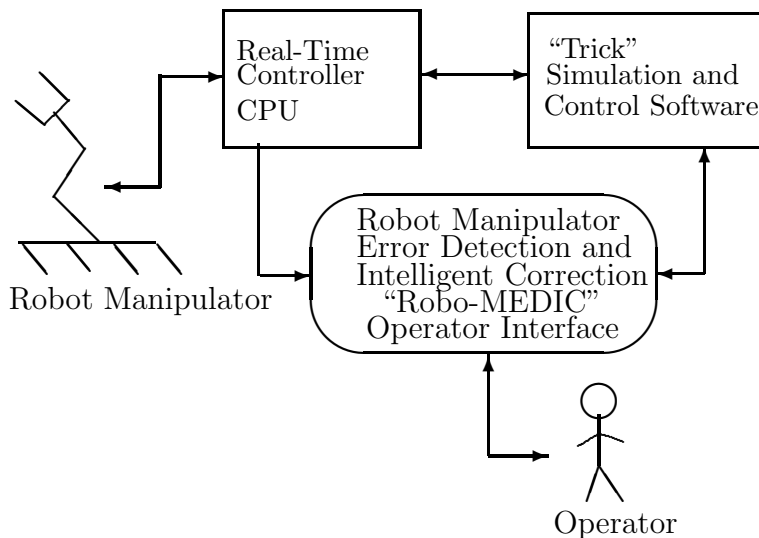 Real-Time
Controller
CPU
“Trick”
Simulation and
Control Software
Robot Manipulator
Error Detection and
Intelligent Correction
“Robo-MEDIC”
Operator Interface
Robot Manipulator
Operator